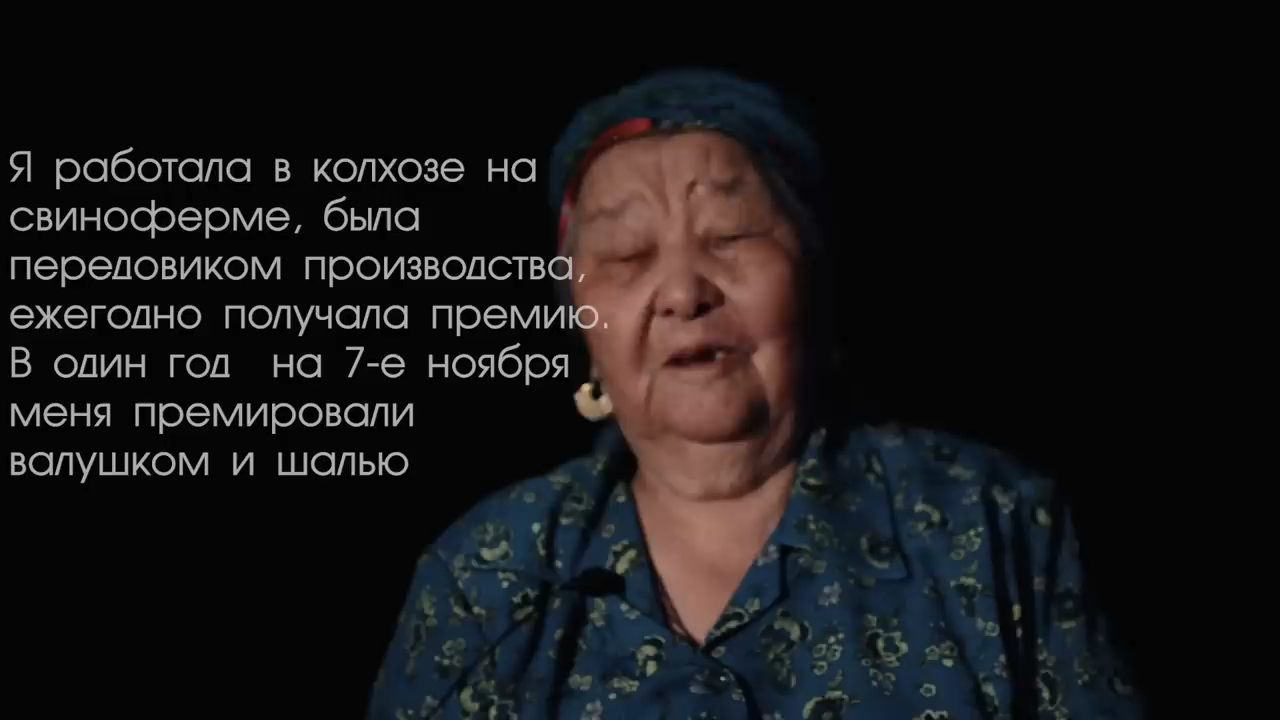 Я работала в колхозе на
свиноферме, была
передовиком производства,
ежегодно получала премию.
В один год на 7-е ноября
меня премировали
валушком и шалью